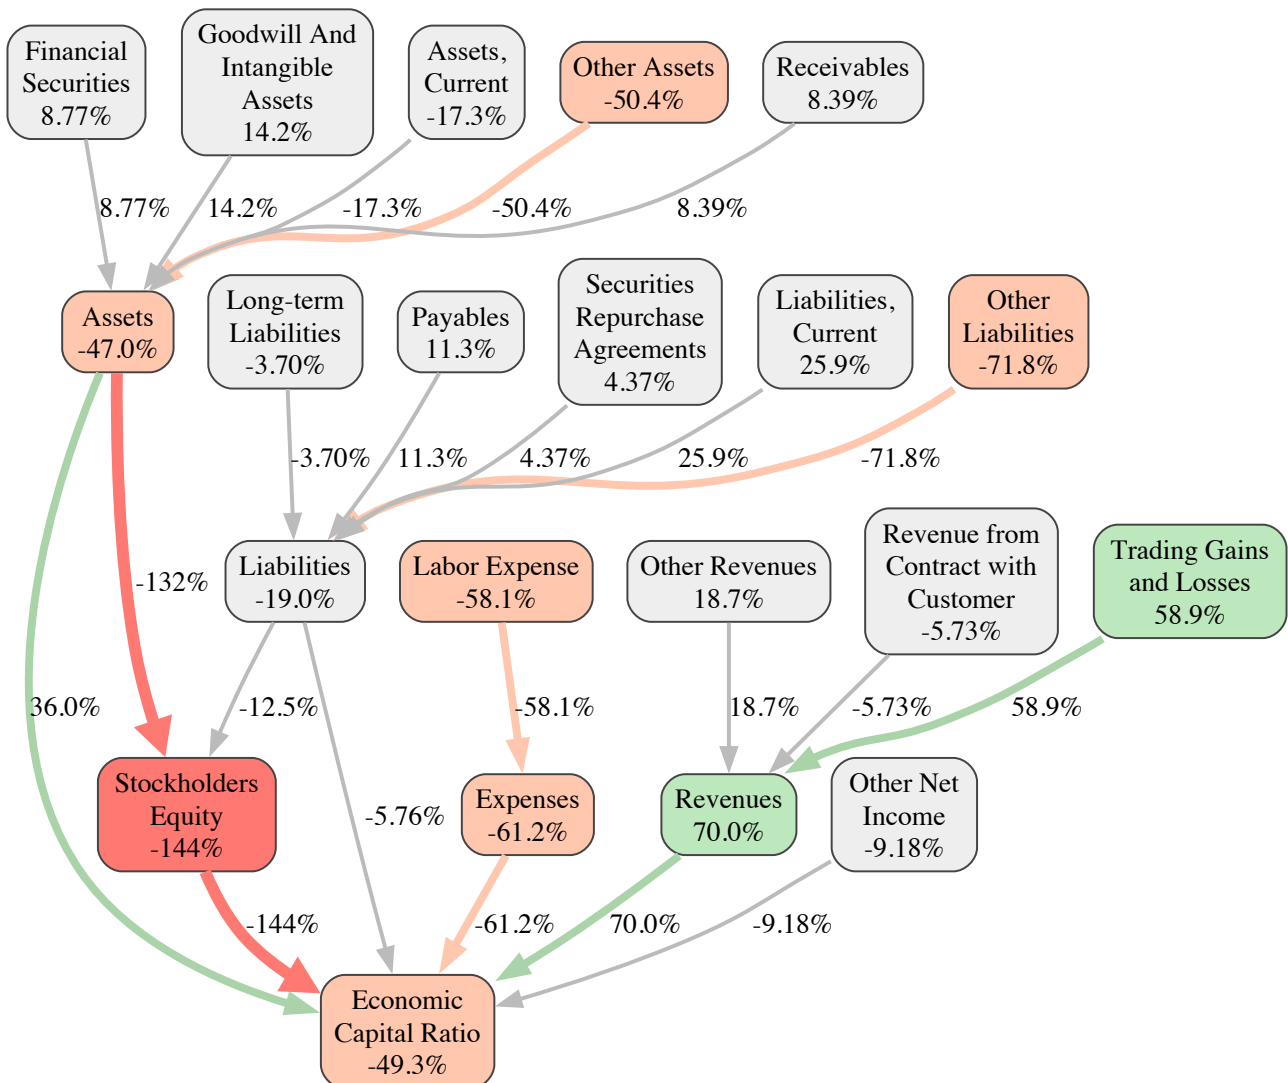 Financial
Securities
8.77%
Goodwill And
Intangible
Assets
14.2%
Assets,
Current
-17.3%
Other Assets
-50.4%
Receivables
8.39%
8.77%
14.2%
-17.3%
-50.4%
8.39%
Assets
-47.0%
Long-term
Liabilities
-3.70%
Payables
11.3%
Securities
Repurchase
Agreements
4.37%
Liabilities,
Current
25.9%
Other
Liabilities
-71.8%
-3.70%
11.3%
4.37%
25.9%
-71.8%
-132%
Liabilities
-19.0%
Labor Expense
-58.1%
Other Revenues
18.7%
Revenue from
Contract with
Customer
-5.73%
Trading Gains
and Losses
58.9%
36.0%
-12.5%
-58.1%
18.7%
-5.73%
58.9%
Stockholders
Equity
-144%
-5.76%
Expenses
-61.2%
Revenues
70.0%
Other Net
Income
-9.18%
-144%
-61.2%
70.0%
-9.18%
Economic
Capital Ratio
-49.3%